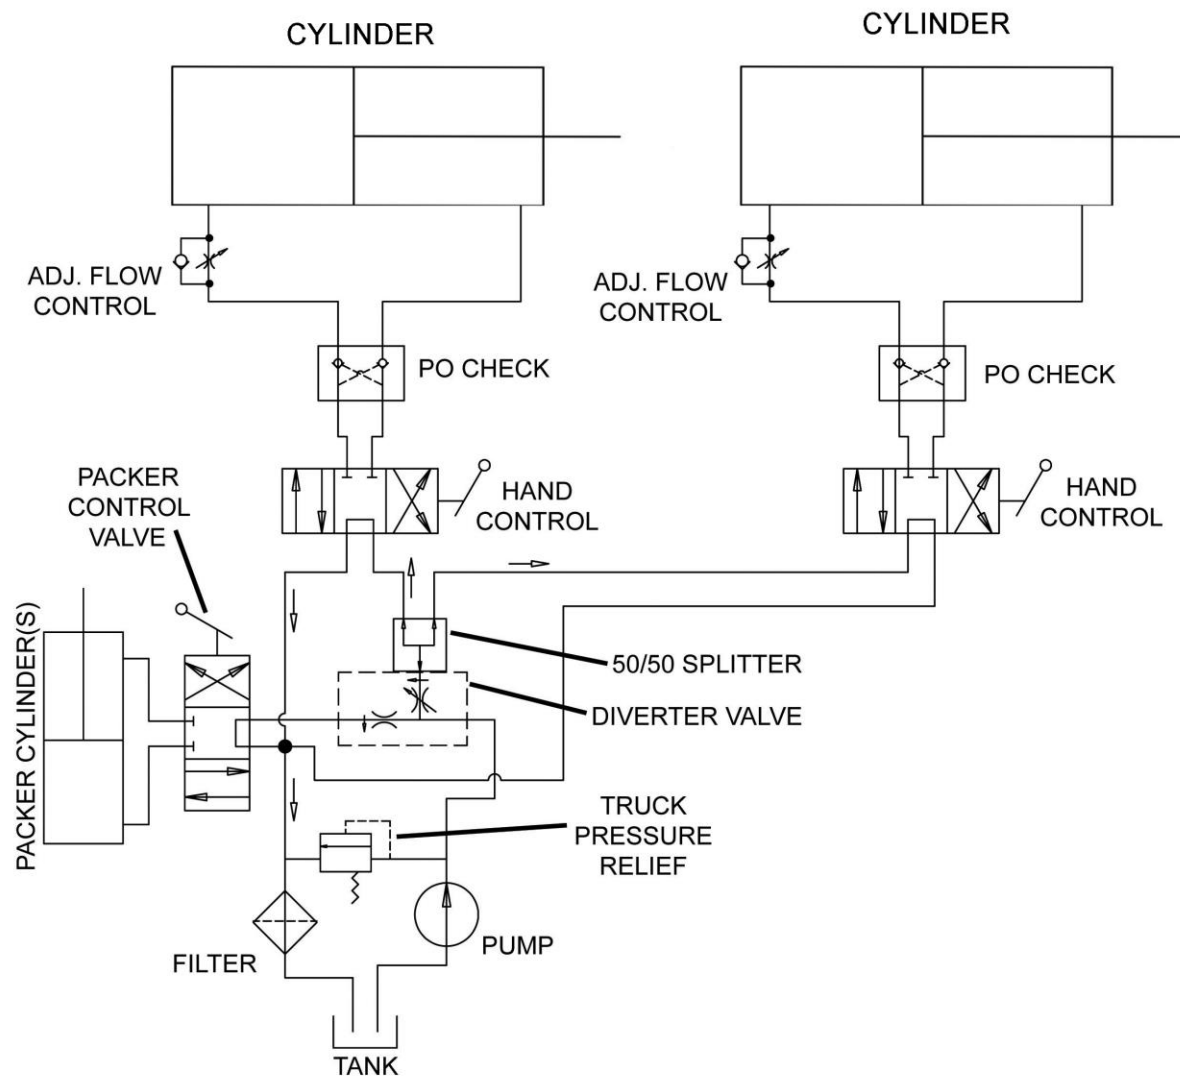 CYLINDER
CYLINDER
ADJ. FLOW
CONTROL
ADJ. FLOW
CONTROL
PO CHECK
PO CHECK
PACKER
CONTROL
VALVE
HAND
CONTROL
HAND
CONTROL
PACKER CYLINDER(S)
50/50 SPLITTER
DIVERTER VALVE
TRUCK
PRESSURE
RELIEF
FILTER
PUMP
TANK